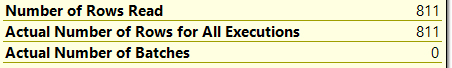 Number of Rows Read 811
Actual Number of Rows for All Executions 811
Actual Number of Batches 0